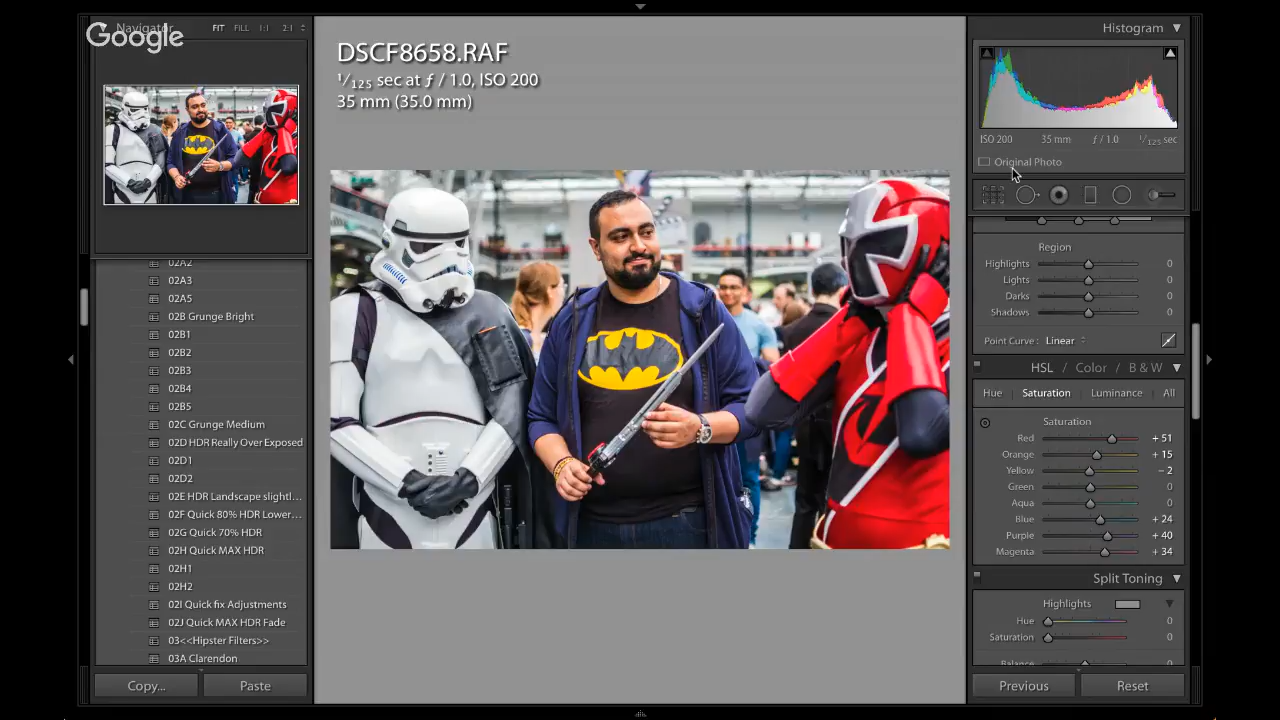 Navigator
FIT FILL 1:1 2:1
Google
02A2
02A3
02A5
02B Grunge Bright
02B1
02B2
02B3
02B4
02B5
02C Grunge Medium
02D HDR Really Over Exposed
02D1
02D2
02E HDR Landscape slightl...
02F Quick 80% HDR Lower...
02G Quick 70% HDR
02H Quick MAX HDR
02H1
02H2
02I Quick fix Adjustments
02J Quick MAX HDR Fade
03<<Hipster Filters>>
03A Clarendon
Copy...
Paste
DSCF8658.RAF
1/125 sec at ƒ / 1.0, ISO 200
35 mm (35.0 mm)
Histogram
ISO 200 35 mm ƒ / 1.0 1/125 sec
Original Photo
Region
Highlights 0
Lights 0
Darks 0
Shadows 0
Point Curve : Linear
HSL / Color / B & W
Hue Saturation Luminance All
Saturation
Red + 51
Orange + 15
Yellow – 2
Green 0
Aqua 0
Blue + 24
Purple + 40
Magenta + 34
Split Toning
Highlights
Hue 0
Saturation 0
Balance 0
Previous
Reset